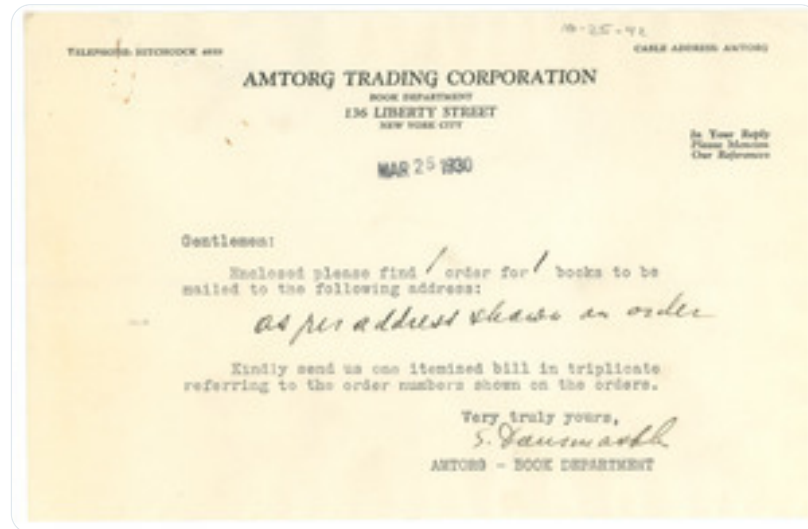 10-25-42
TELEPHONE: HITCHCOCK
CABLE ADDRESS: AMTORG
AMTORG TRADING CORPORATION
BOOK DEPARTMENT
136 LIBERTY STREET
NEW YORK CITY
In Your Reply
Please Mention
Our References
MAR 25 1930
Gentlemen:
Enclosed please find 1 order for 1 books to be
mailed to the following address:
as per address shown on order
Kindly send us one itemized bill in triplicate
referring to the order numbers shown on the orders.
Very truly yours,
AMTORG - BOOK DEPARTMENT